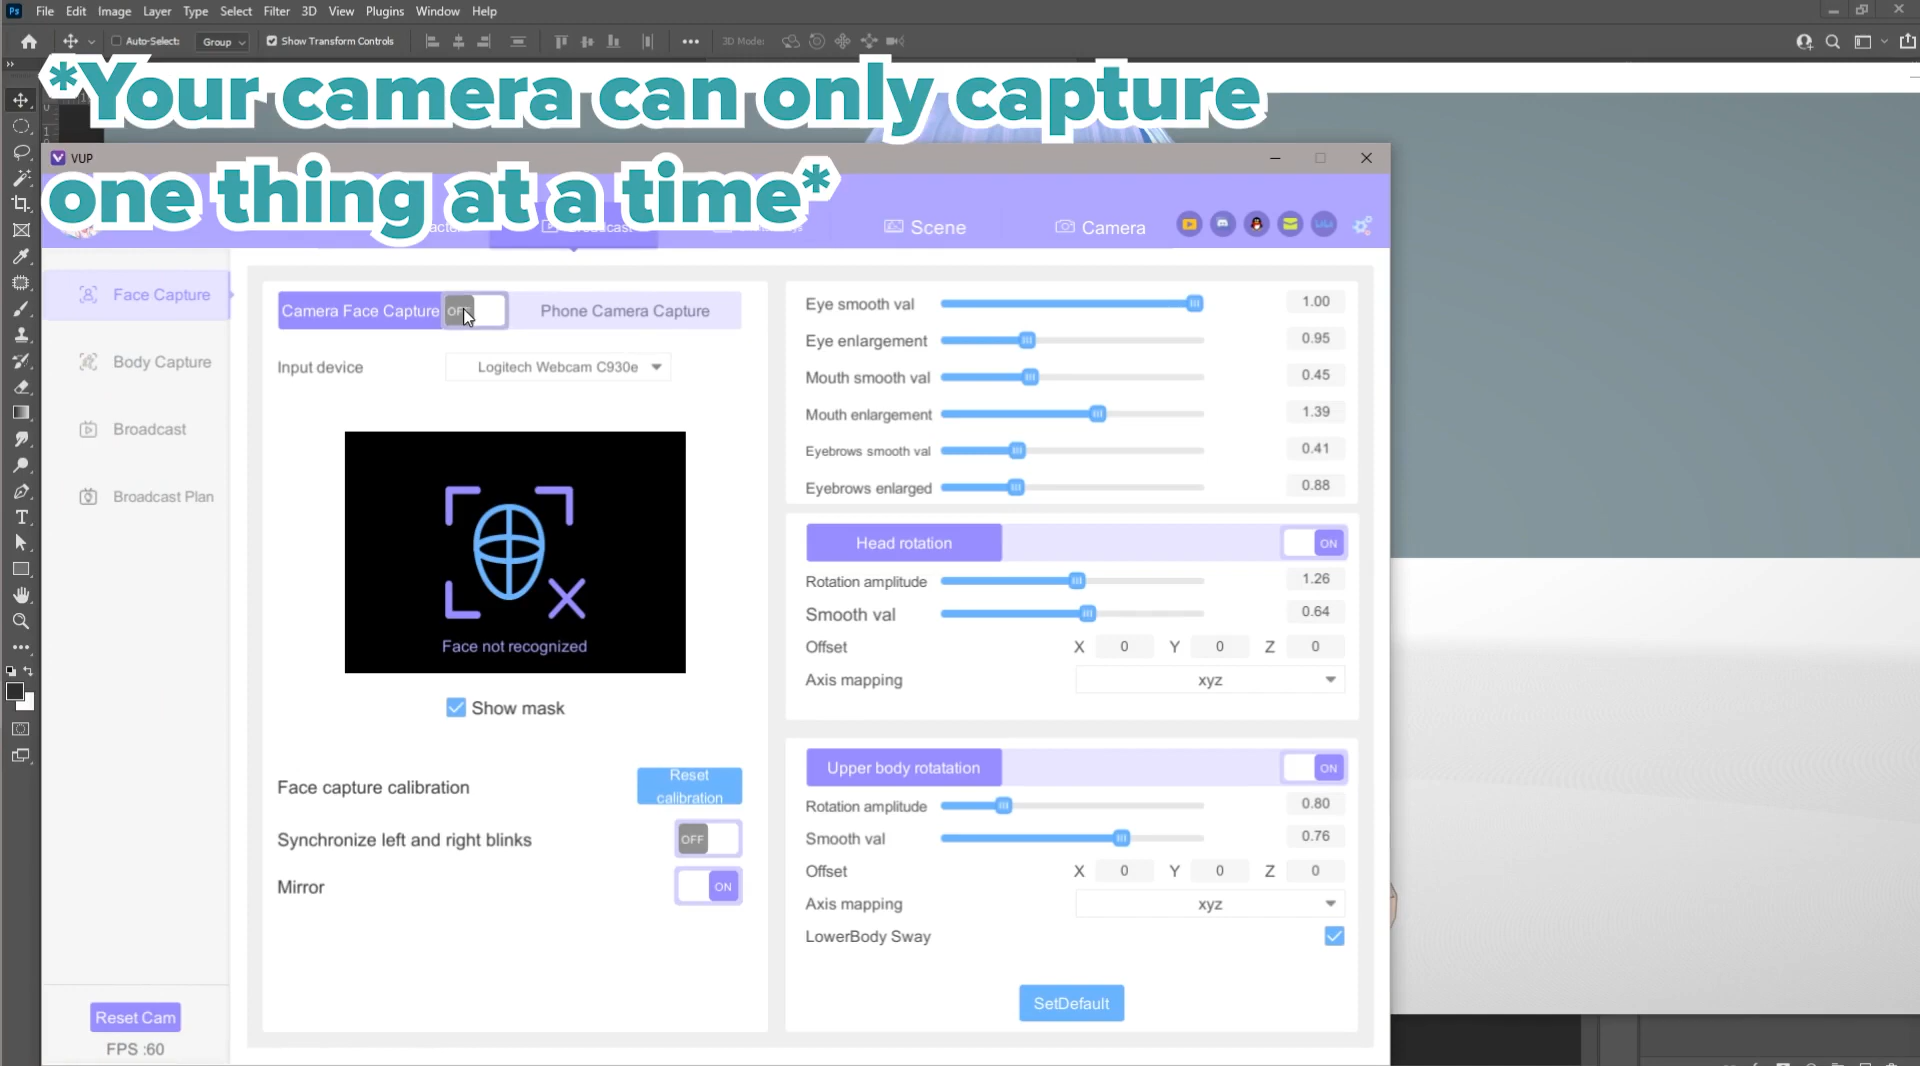 Ps File Edit Image Layer Type Select Filter 3D View Plugins Window Help
Auto-Select: Group Show Transform Controls 3D Mode:
*Your camera can only capture
one thing at a time*
VUP
Scene Camera
Face Capture
Body Capture
Broadcast
Broadcast Plan
Reset Cam
FPS :60
Camera Face Capture OFF Phone Camera Capture
Input device Logitech Webcam C930e
Face not recognized
Show mask
Face capture calibration Reset calibration
Synchronize left and right blinks OFF
Mirror ON
Eye smooth val 1.00
Eye enlargement 0.95
Mouth smooth val 0.45
Mouth enlargement 1.39
Eyebrows smooth val 0.41
Eyebrows enlarged 0.88
Head rotation ON
Rotation amplitude 1.26
Smooth val 0.64
Offset X 0 Y 0 Z 0
Axis mapping xyz
Upper body rotatation ON
Rotation amplitude 0.80
Smooth val 0.76
Offset X 0 Y 0 Z 0
Axis mapping xyz
LowerBody Sway
SetDefault